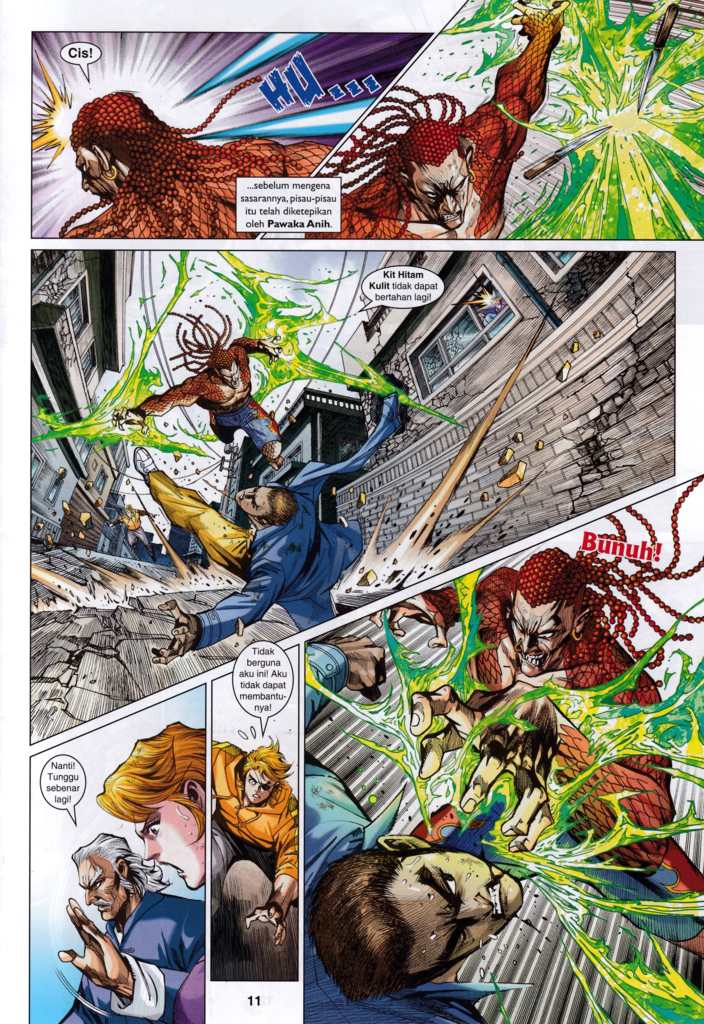 Cis!
HU...
...sebelum mengena
sasarannya, pisau-pisau
itu telah diketepikan
oleh Pawaka Anih.
Kit Hitam
Kulit tidak dapat
bertahan lagi!
Bunuh!
Tidak
berguna
aku ini! Aku
tidak dapat
membantu-
nya!
Nanti!
Tunggu
sebenar
lagi!
11